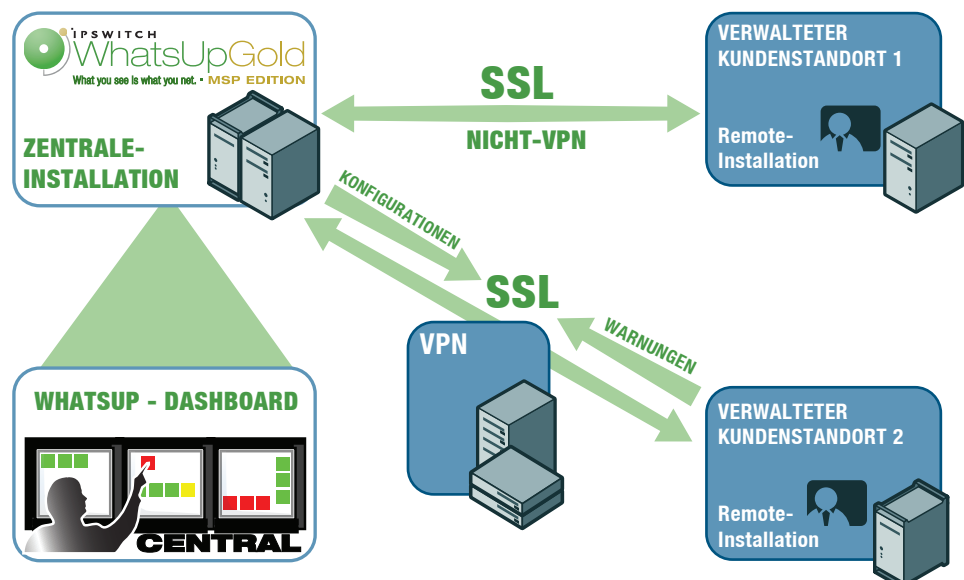 IPSWITCH
WhatsUpGold
What you see is what you net. • MSP EDITION
ZENTRALE-
INSTALLATION
SSL
NICHT-VPN
VERWALTETER
KUNDENSTANDORT 1
Remote-
Installation
KONFIGURATIONEN
SSL
WARNUNGEN
VPN
WHATSUP - DASHBOARD
CENTRAL
VERWALTETER
KUNDENSTANDORT 2
Remote-
Installation